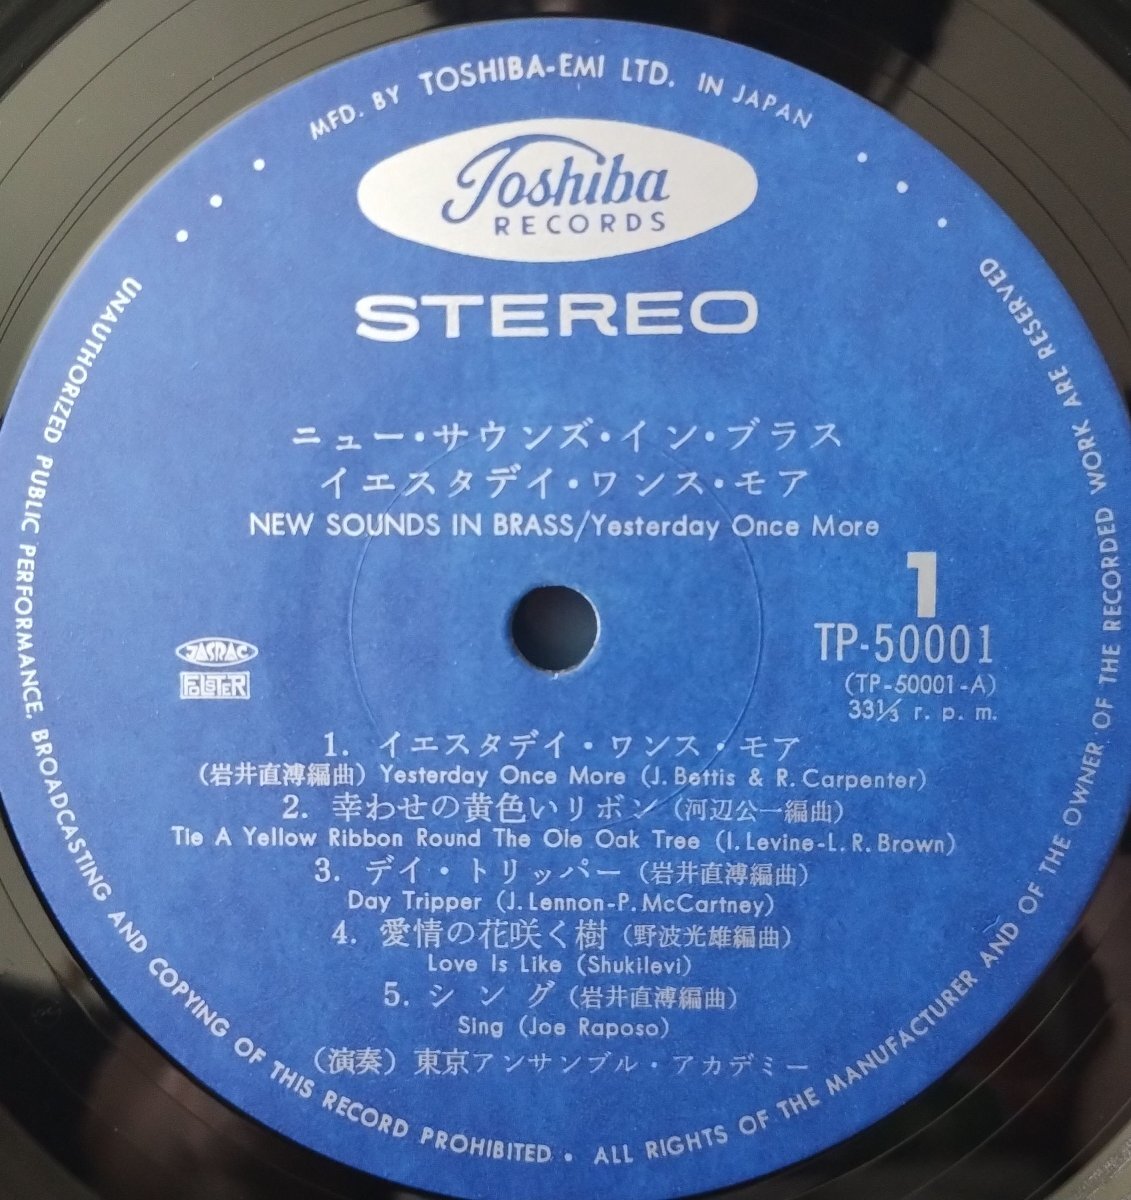 MFD. BY TOSHIBA-EMI LTD. IN JAPAN
Toshiba
RECORDS
STEREO
ニュー・サウンズ・イン・ブラス
イエスタデイ・ワンス・モア
NEW SOUNDS IN BRASS/Yesterday Once More
1
TP-50001
(TP-50001-A)
33 1/3 r. p. m.
JASRAC
1. イエスタデイ・ワンス・モア
(岩井直溥編曲) Yesterday Once More (J. Bettis & R. Carpenter)
2. 幸わせの黄色いリボン (河辺公一編曲)
Tie A Yellow Ribbon Round The Ole Oak Tree (I. Levine-L. R. Brown)
3. デイ・トリッパー (岩井直溥編曲)
Day Tripper (J. Lennon-P. McCartney)
4. 愛情の花咲く樹 (野波光雄編曲)
Love Is Like (Shukilevi)
5. シング (岩井直溥編曲)
Sing (Joe Raposo)
(演奏) 東京アンサンブル・アカデミー
UNAUTHORIZED PUBLIC PERFORMANCE, BROADCASTING AND COPYING OF THIS RECORD PROHIBITED • ALL RIGHTS OF THE MANUFACTURER AND OF THE OWNER OF THE RECORDED WORK ARE RESERVED